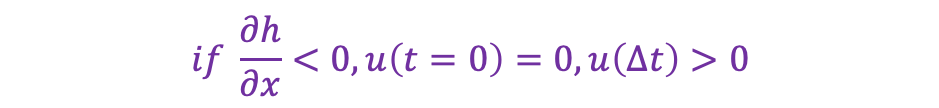 if ∂h/∂x < 0, u(t = 0) = 0, u(Δt) > 0